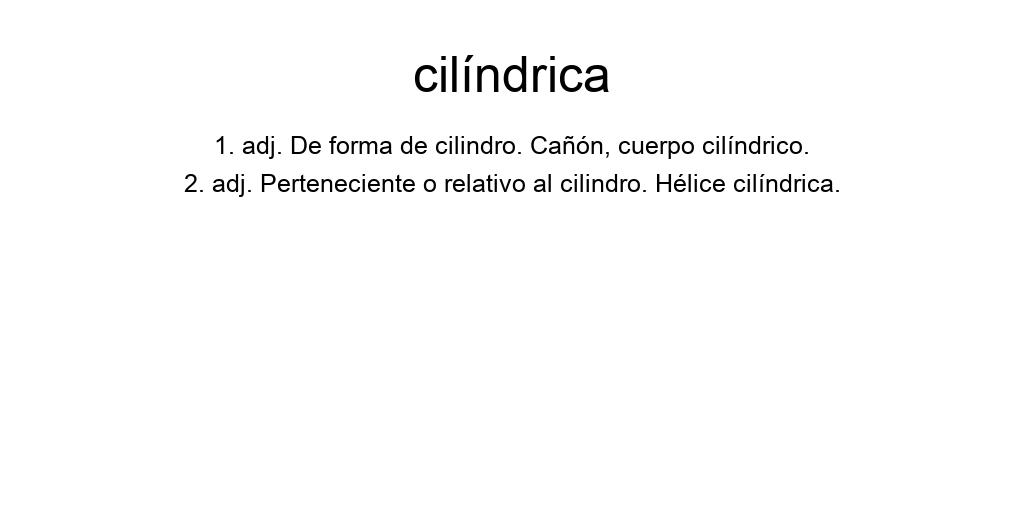 cilíndrica
1. adj. De forma de cilindro. Cañón, cuerpo cilíndrico.
2. adj. Perteneciente o relativo al cilindro. Hélice cilíndrica.